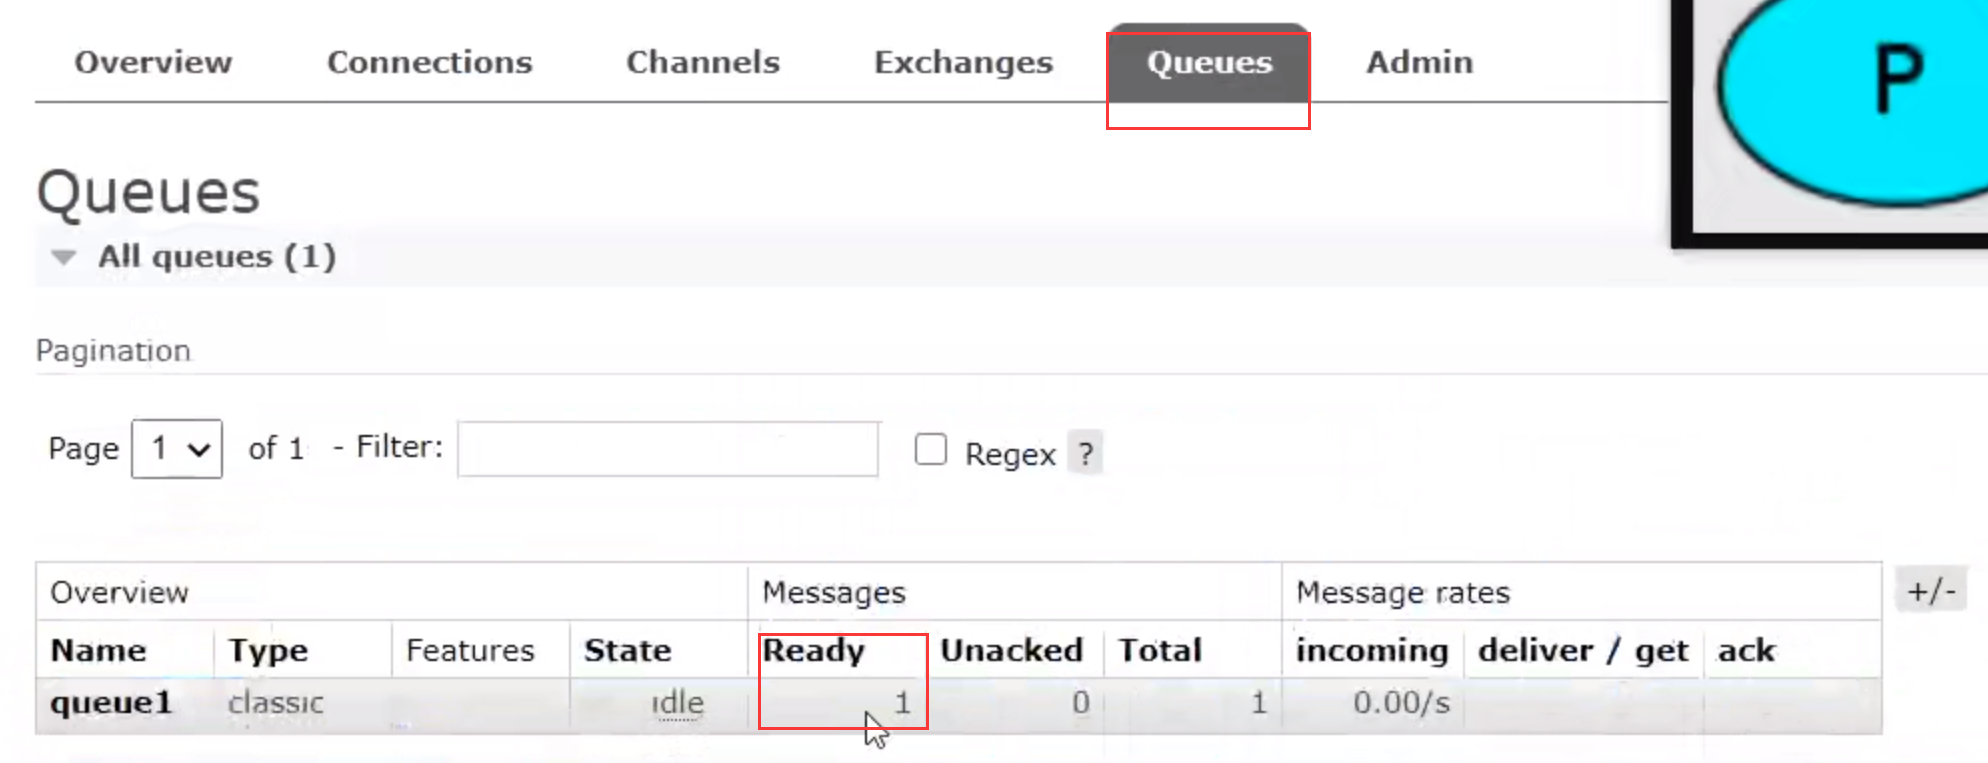 Overview Connections Channels Exchanges Queues Admin
P
Queues
All queues (1)
Pagination
Page 1 of 1 - Filter: Regex ?
Overview Messages Message rates +/-
Name Type Features State Ready Unacked Total incoming deliver / get ack
queue1 classic idle 1 0 1 0.00/s